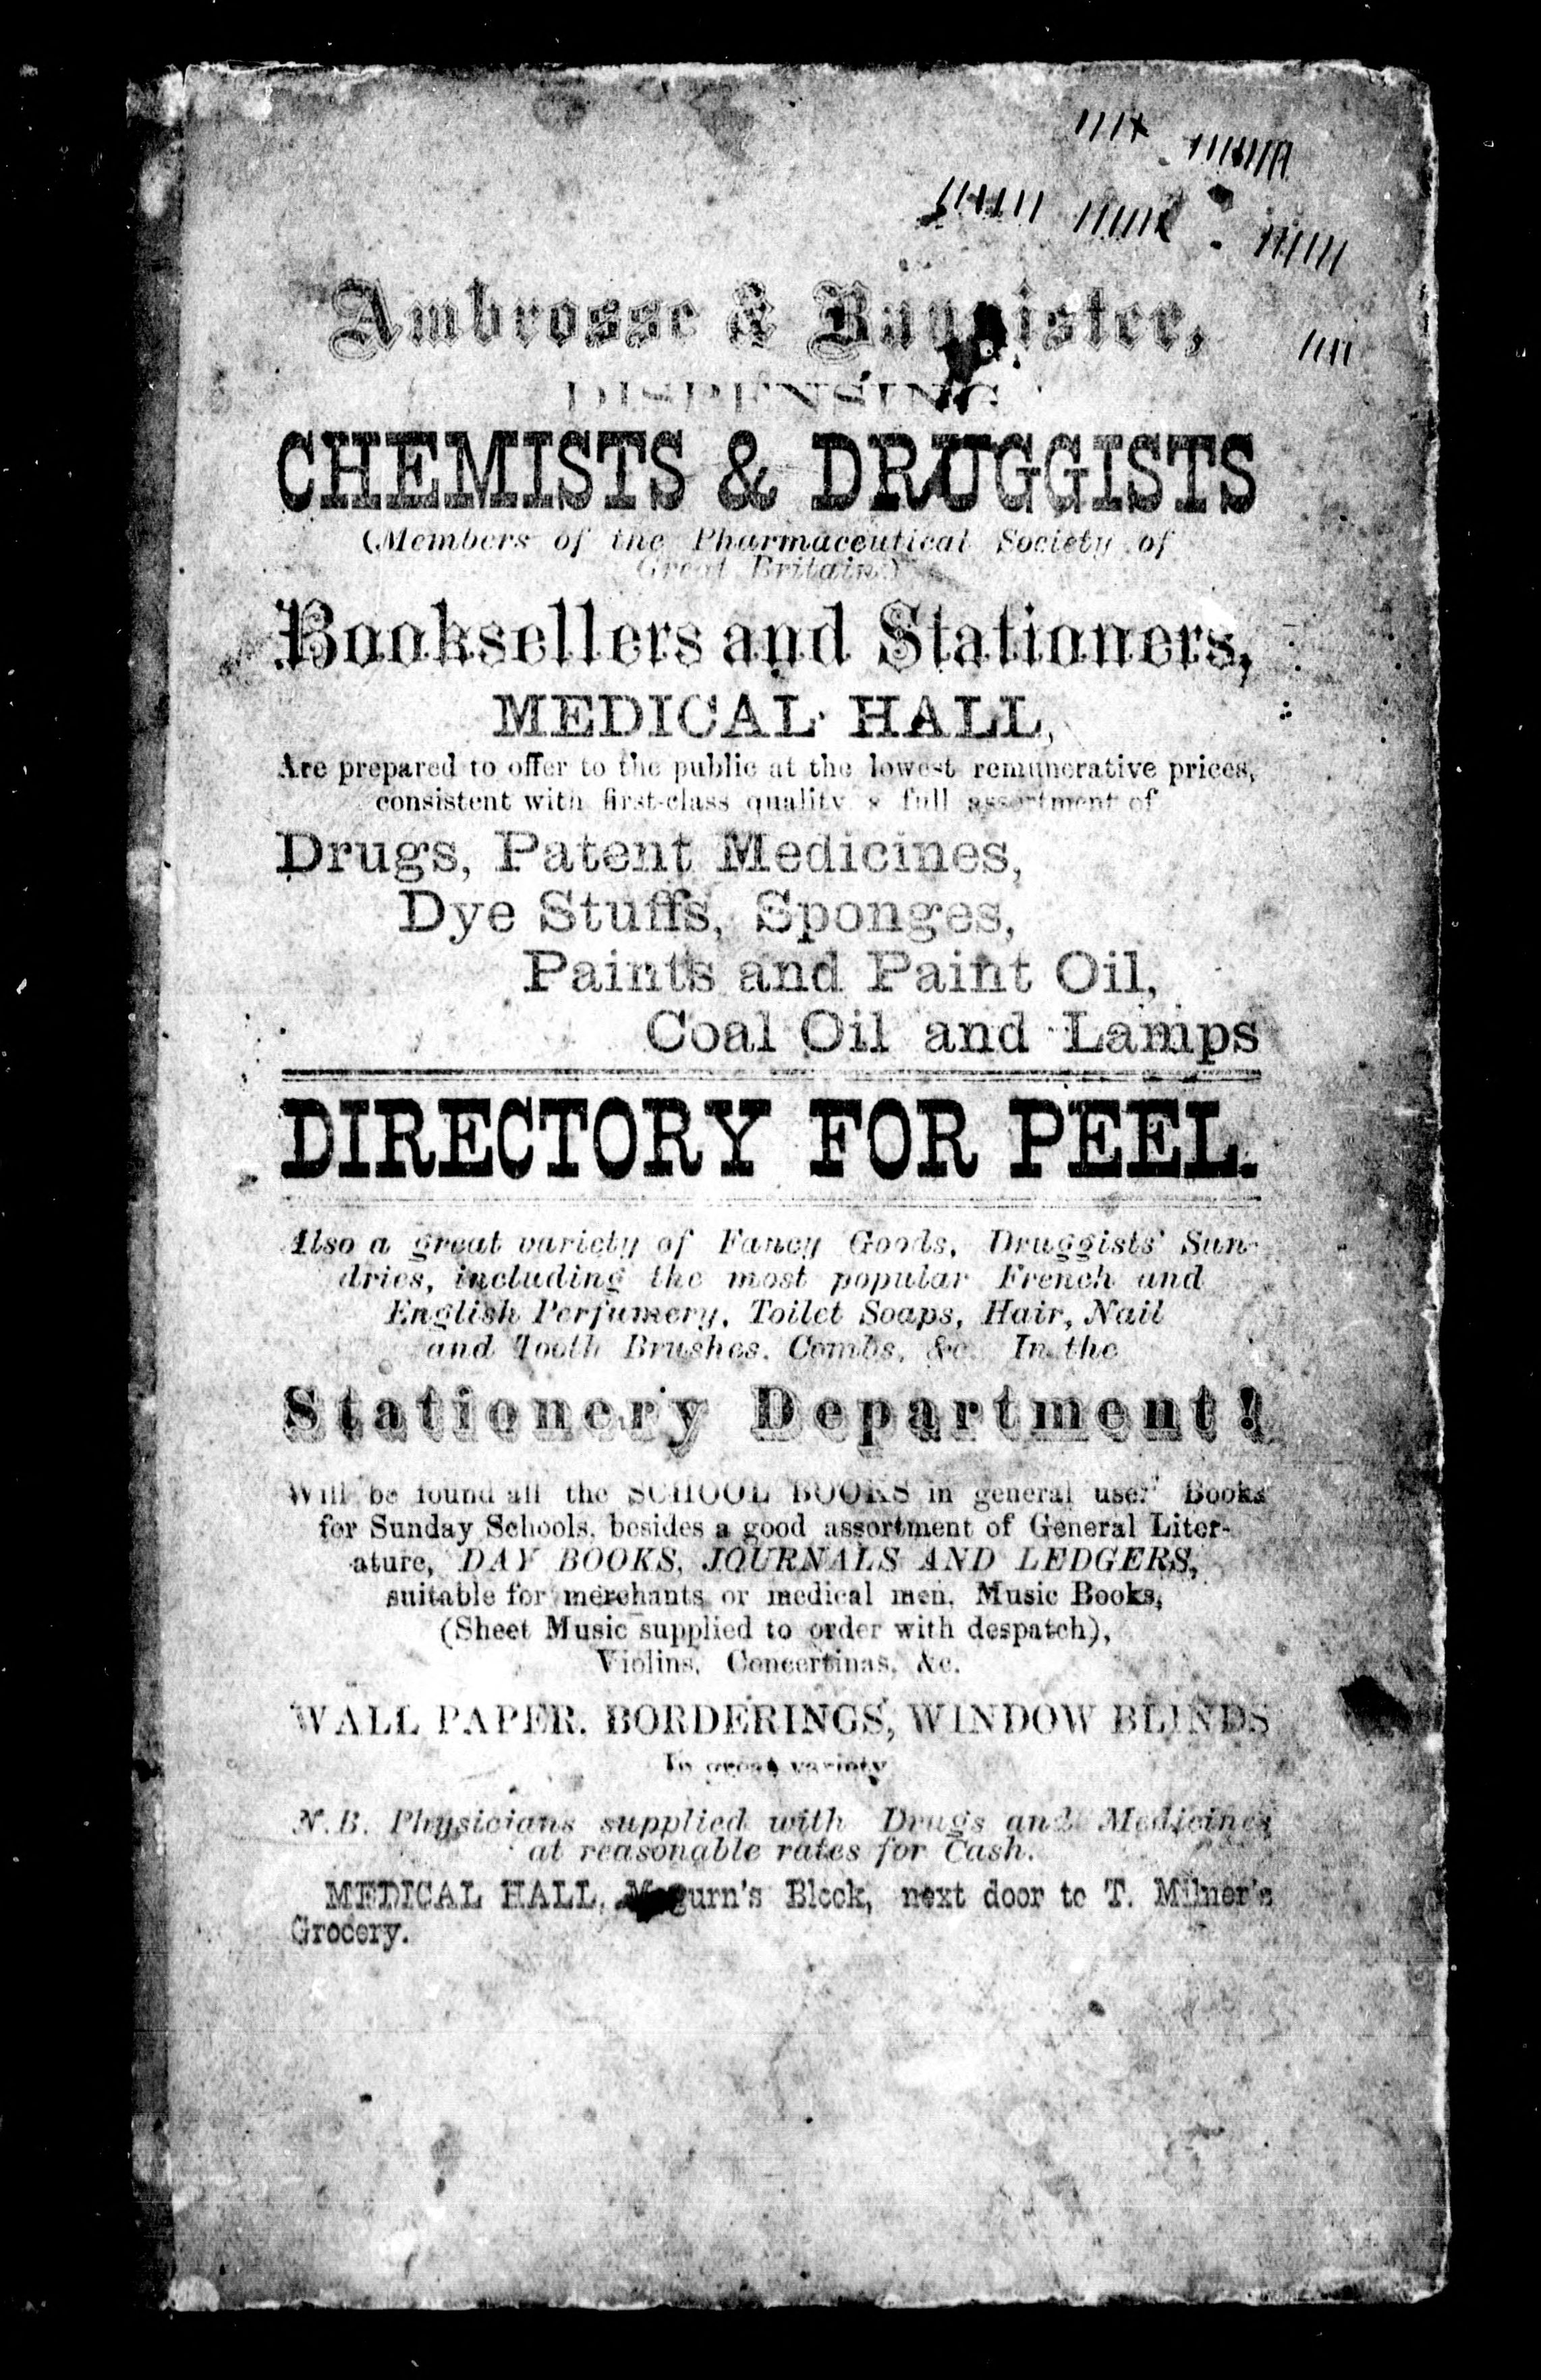 Ambrosse & Bannister,
DISPENSING
CHEMISTS & DRUGGISTS
(Members of the Pharmaceutical Society of
Great Britain.)
Booksellers and Stationers,
MEDICAL HALL,
Are prepared to offer to the public at the lowest remunerative prices,
consistent with first-class quality a full assortment of
Drugs, Patent Medicines,
Dye Stuffs, Sponges,
Paints and Paint Oil,
Coal Oil and Lamps
DIRECTORY FOR PEEL.
Also a great variety of Fancy Goods, Druggists' Sun-
dries, including the most popular French and
English Perfumery, Toilet Soaps, Hair, Nail
and Tooth Brushes, Combs, &c. In the
Stationery Department!
Will be found all the SCHOOL BOOKS in general use. Books
for Sunday Schools, besides a good assortment of General Liter-
ature, DAY BOOKS, JOURNALS AND LEDGERS,
suitable for merchants or medical men, Music Books,
(Sheet Music supplied to order with despatch),
Violins, Concertinas, &c.
WALL PAPER, BORDERINGS, WINDOW BLINDS
In great variety
N.B. Physicians supplied with Drugs and Medicines
at reasonable rates for Cash.
MEDICAL HALL, Block, next door to T. Milner's
Grocery.